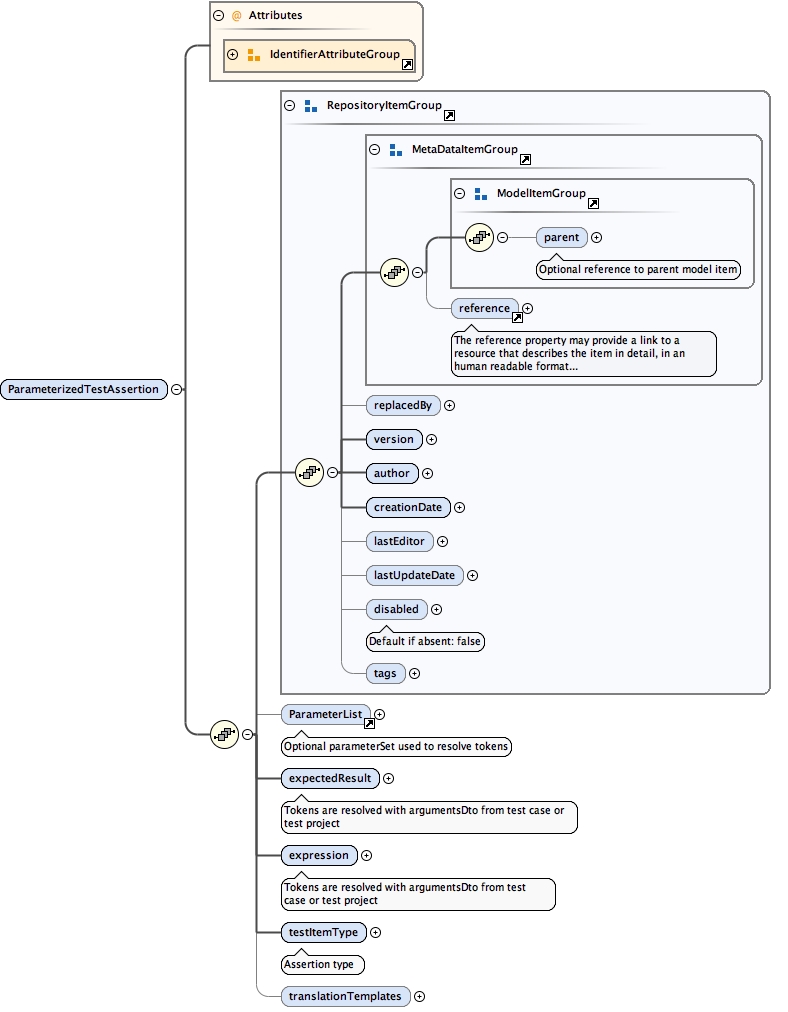 Attributes
IdentifierAttributeGroup
RepositoryItemGroup
MetaDataItemGroup
ModelItemGroup
parent
Optional reference to parent model item
reference
The reference property may provide a link to a
resource that describes the item in detail, in an
human readable format...
ParameterizedTestAssertion
replacedBy
version
author
creationDate
lastEditor
lastUpdateDate
disabled
Default if absent: false
tags
ParameterList
Optional parameterSet used to resolve tokens
expectedResult
Tokens are resolved with argumentsDto from test case or
test project
expression
Tokens are resolved with argumentsDto from test
case or test project
testItemType
Assertion type
translationTemplates